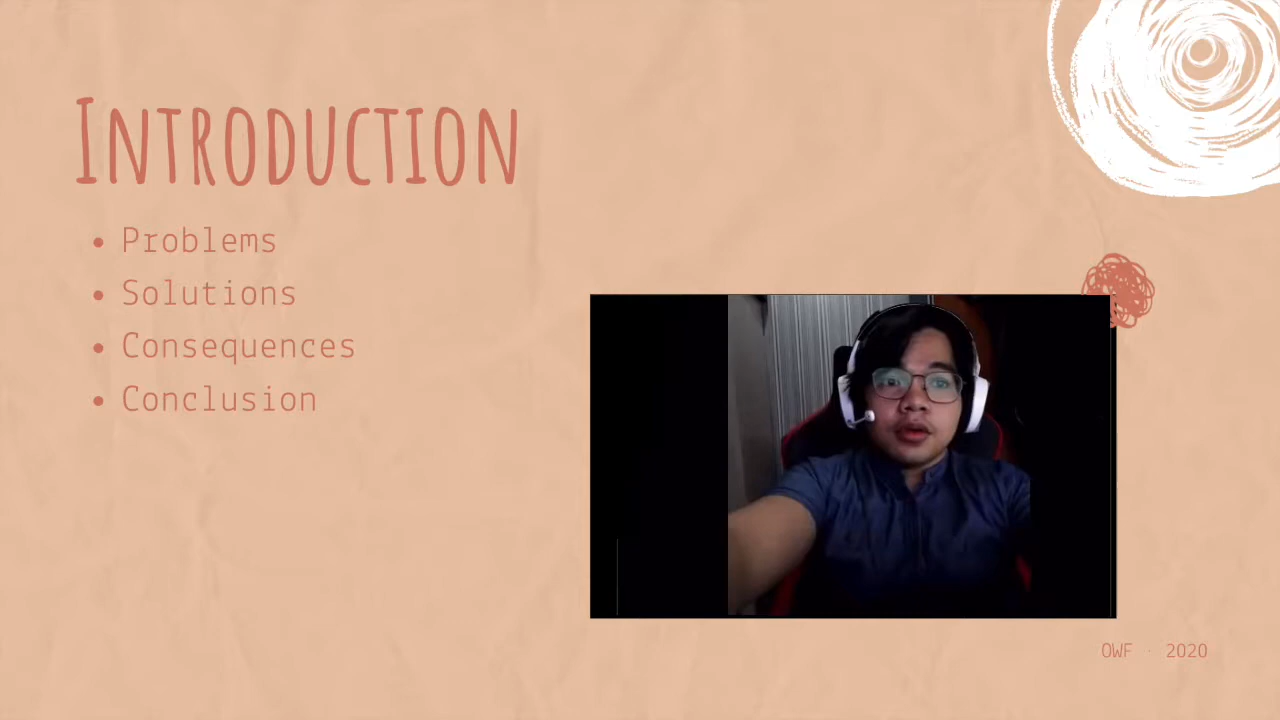 Introduction
• Problems
• Solutions
• Consequences
• Conclusion
OWF · 2020